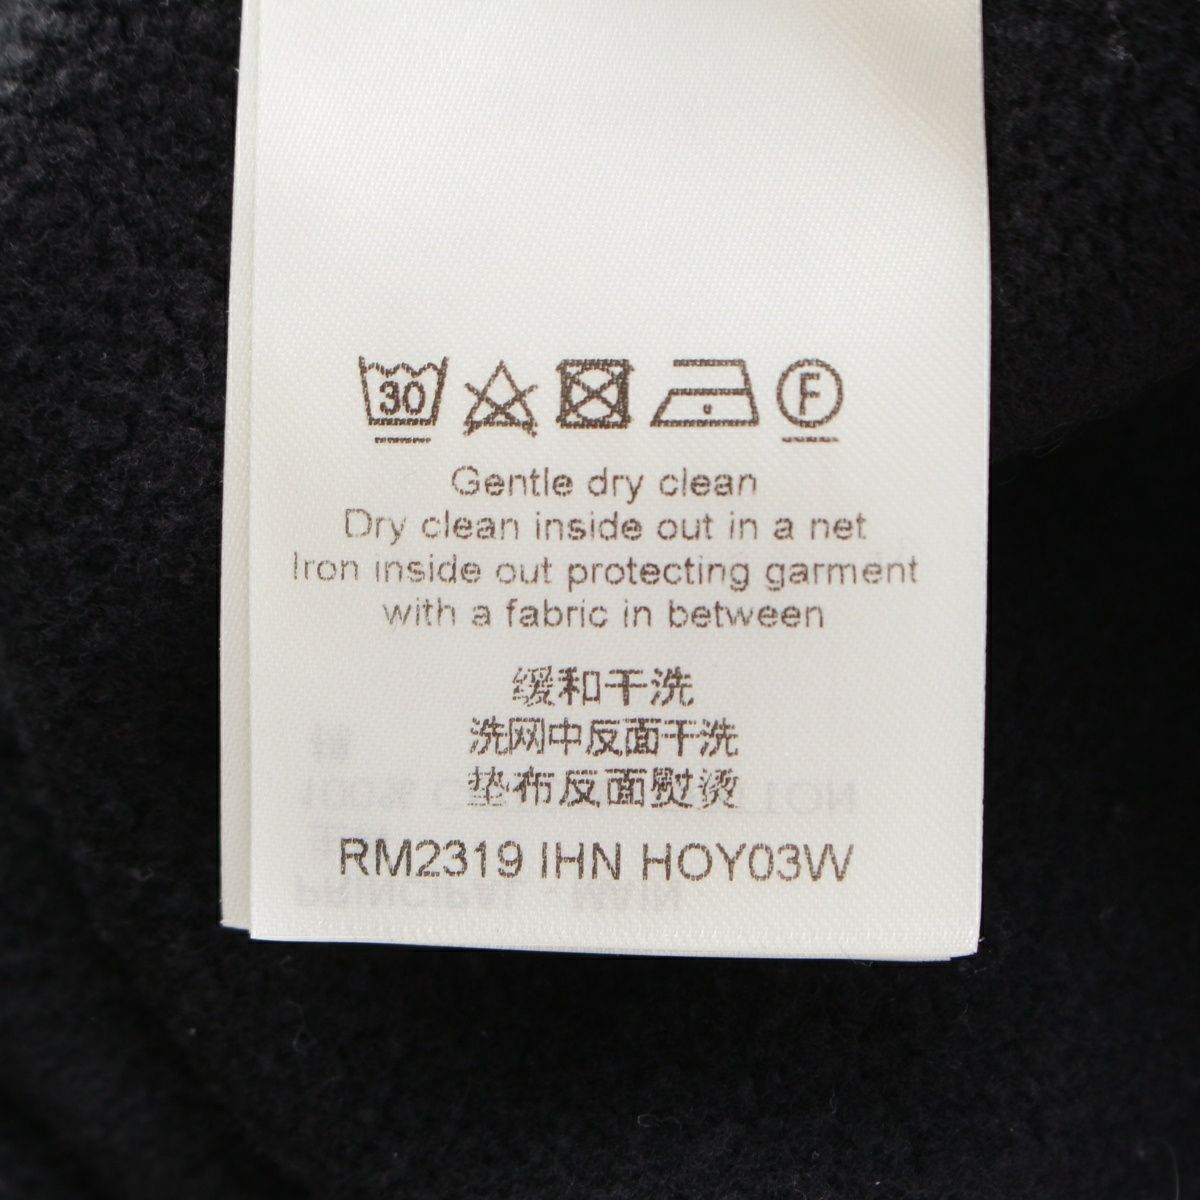 30
F
Gentle dry clean
Dry clean inside out in a net
Iron inside out protecting garment
with a fabric in between
缓和干洗
洗网中反面干洗
垫布反面熨烫
RM2319 IHN HOY03W